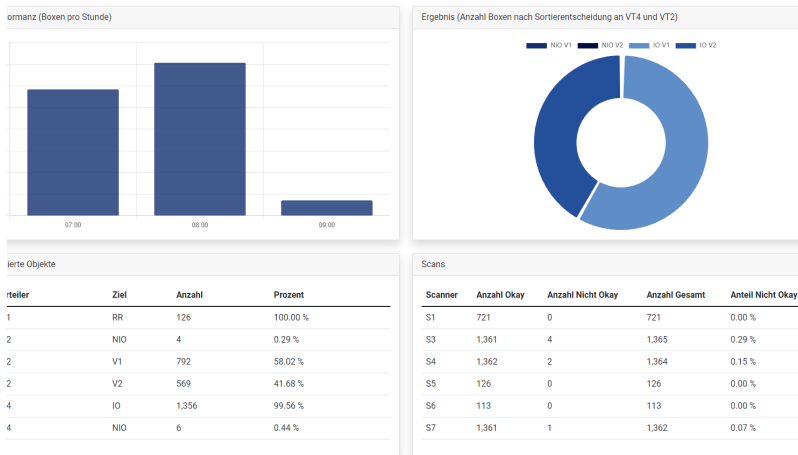 ormanz (Boxen pro Stunde)
07:00 08:00 09:00
Ergebnis (Anzahl Boxen nach Sortierentscheidung an VT4 und VT2)
NIO V1 NIO V2 IO V1 IO V2
ierte Objekte
rteiler Ziel Anzahl Prozent
1 RR 126 100.00 %
2 NIO 4 0.29 %
2 V1 792 58.02 %
2 V2 569 41.68 %
4 IO 1,356 99.56 %
4 NIO 6 0.44 %
Scans
Scanner Anzahl Okay Anzahl Nicht Okay Anzahl Gesamt Anteil Nicht Okay
S1 721 0 721 0.00 %
S3 1,361 4 1,365 0.29 %
S4 1,362 2 1,364 0.15 %
S5 126 0 126 0.00 %
S6 113 0 113 0.00 %
S7 1,361 1 1,362 0.07 %